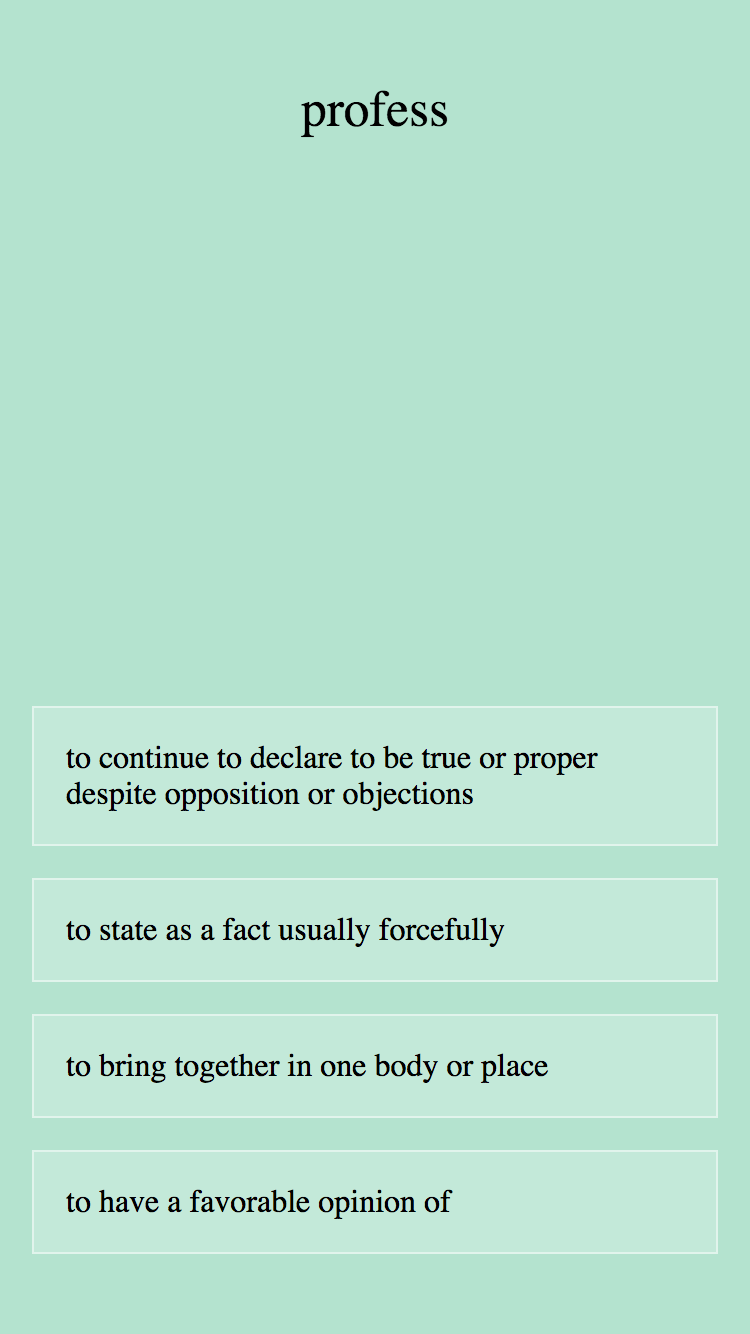 profess
to continue to declare to be true or proper
despite opposition or objections
to state as a fact usually forcefully
to bring together in one body or place
to have a favorable opinion of